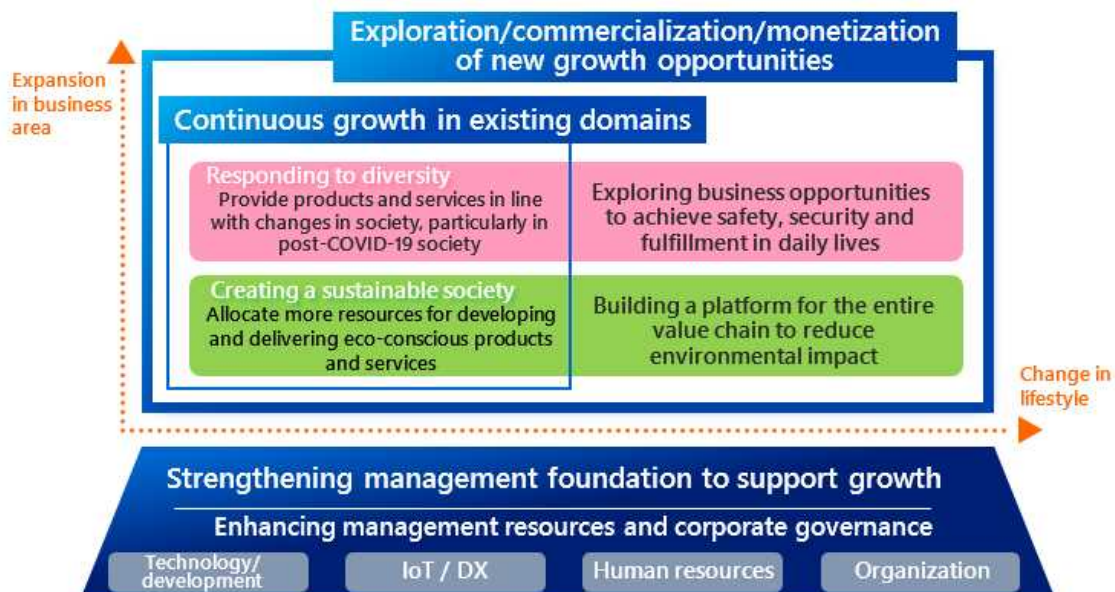 Exploration/commercialization/monetization
of new growth opportunities
Expansion
in business
area
Continuous growth in existing domains
Responding to diversity
Provide products and services in line
with changes in society, particularly in
post-COVID-19 society
Exploring business opportunities
to achieve safety, security and
fulfillment in daily lives
Creating a sustainable society
Allocate more resources for developing
and delivering eco-conscious products
and services
Building a platform for the entire
value chain to reduce
environmental impact
Change in
lifestyle
Strengthening management foundation to support growth
Enhancing management resources and corporate governance
Technology/
development
IoT / DX
Human resources
Organization